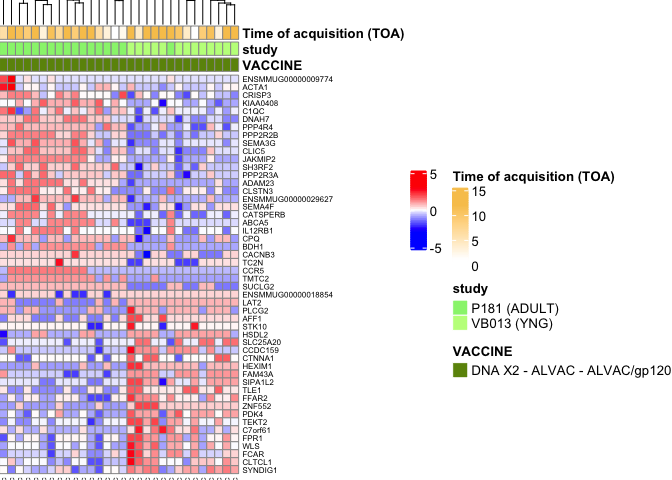 Time of acquisition (TOA)
study
VACCINE
ENSMMUG00000009774
ACTA1
CRISP3
KIAA0408
C1QC
DNAH7
PPP4R4
PPP2R2B
SEMA3G
CLIC5
JAKMIP2
SH3RF2
PPP2R3A
ADAM23
CLSTN3
ENSMMUG00000029627
SEMA4F
CATSPERB
ABCA5
IL12RB1
CPQ
BDH1
CACNB3
TC2N
CCR5
TMTC2
SUCLG2
ENSMMUG00000018854
LAT2
PLCG2
AFF1
STK10
HSDL2
SLC25A20
CCDC159
CTNNA1
HEXIM1
FAM43A
SIPA1L2
TLE1
FFAR2
ZNF552
PDK4
TEKT2
C7orf61
FPR1
WLS
FCAR
CLTCL1
SYNDIG1
5
0
-5
Time of acquisition (TOA)
15
10
5
0
study
P181 (ADULT)
VB013 (YNG)
VACCINE
DNA X2 - ALVAC - ALVAC/gp120